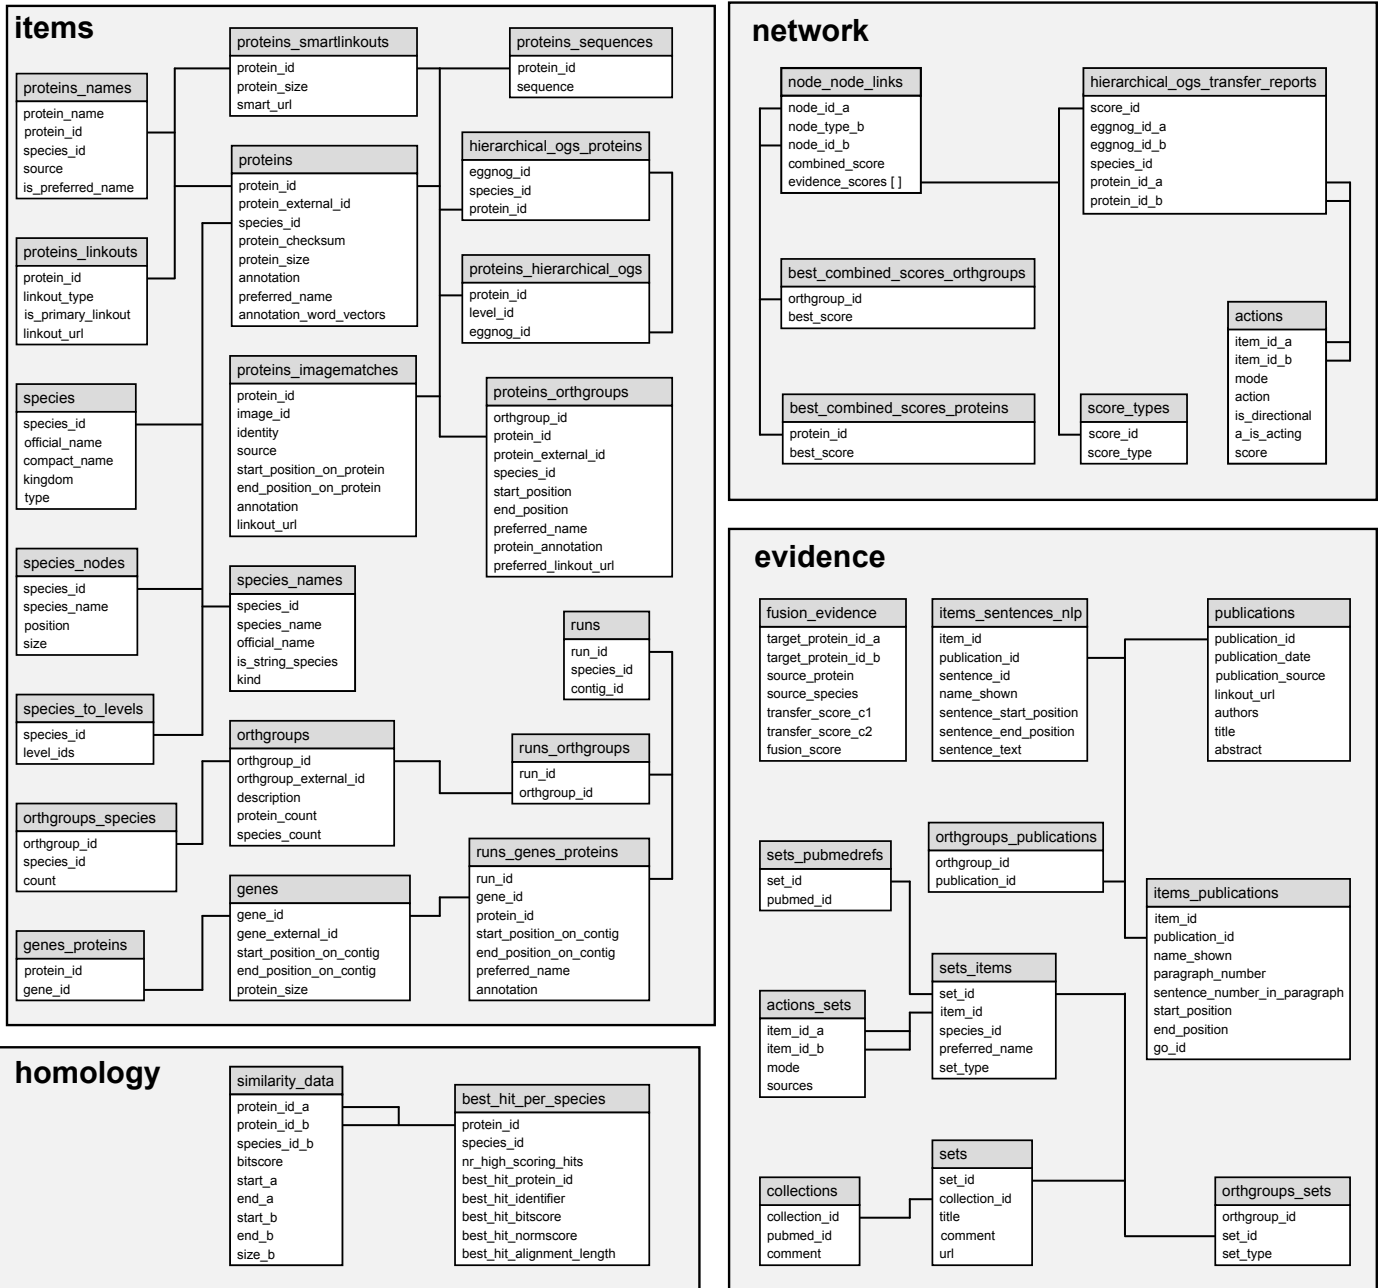 items
proteins_names
protein_name
protein_id
species_id
source
is_preferred_name
proteins_linkouts
protein_id
linkout_type
is_primary_linkout
linkout_url
species
species_id
official_name
compact_name
kingdom
type
species_nodes
species_id
species_name
position
size
species_to_levels
species_id
level_ids
orthgroups_species
orthgroup_id
species_id
count
genes_proteins
protein_id
gene_id
proteins_smartlinkouts
protein_id
protein_size
smart_url
proteins
protein_id
protein_external_id
species_id
protein_checksum
protein_size
annotation
preferred_name
annotation_word_vectors
proteins_imagematches
protein_id
image_id
identity
source
start_position_on_protein
end_position_on_protein
annotation
linkout_url
species_names
species_id
species_name
official_name
is_string_species
kind
orthgroups
orthgroup_id
orthgroup_external_id
description
protein_count
species_count
genes
gene_id
gene_external_id
start_position_on_contig
end_position_on_contig
protein_size
proteins_sequences
protein_id
sequence
hierarchical_ogs_proteins
eggnog_id
species_id
protein_id
proteins_hierarchical_ogs
protein_id
level_id
eggnog_id
proteins_orthgroups
orthgroup_id
protein_id
protein_external_id
species_id
start_position
end_position
preferred_name
protein_annotation
preferred_linkout_url
runs
run_id
species_id
contig_id
runs_orthgroups
run_id
orthgroup_id
runs_genes_proteins
run_id
gene_id
protein_id
start_position_on_contig
end_position_on_contig
preferred_name
annotation
homology
similarity_data
protein_id_a
protein_id_b
species_id_b
bitscore
start_a
end_a
start_b
end_b
size_b
best_hit_per_species
protein_id
species_id
nr_high_scoring_hits
best_hit_protein_id
best_hit_identifier
best_hit_bitscore
best_hit_normscore
best_hit_alignment_length
network
node_node_links
node_id_a
node_type_b
node_id_b
combined_score
evidence_scores [ ]
hierarchical_ogs_transfer_reports
score_id
eggnog_id_a
eggnog_id_b
species_id
protein_id_a
protein_id_b
best_combined_scores_orthgroups
orthgroup_id
best_score
best_combined_scores_proteins
protein_id
best_score
score_types
score_id
score_type
actions
item_id_a
item_id_b
mode
action
is_directional
a_is_acting
score
evidence
fusion_evidence
target_protein_id_a
target_protein_id_b
source_protein
source_species
transfer_score_c1
transfer_score_c2
fusion_score
items_sentences_nlp
item_id
publication_id
sentence_id
name_shown
sentence_start_position
sentence_end_position
sentence_text
publications
publication_id
publication_date
publication_source
linkout_url
authors
title
abstract
sets_pubmedrefs
set_id
pubmed_id
orthgroups_publications
orthgroup_id
publication_id
items_publications
item_id
publication_id
name_shown
paragraph_number
sentence_number_in_paragraph
start_position
end_position
go_id
actions_sets
item_id_a
item_id_b
mode
sources
sets_items
set_id
item_id
species_id
preferred_name
set_type
collections
collection_id
pubmed_id
comment
sets
set_id
collection_id
title
comment
url
orthgroups_sets
orthgroup_id
set_id
set_type